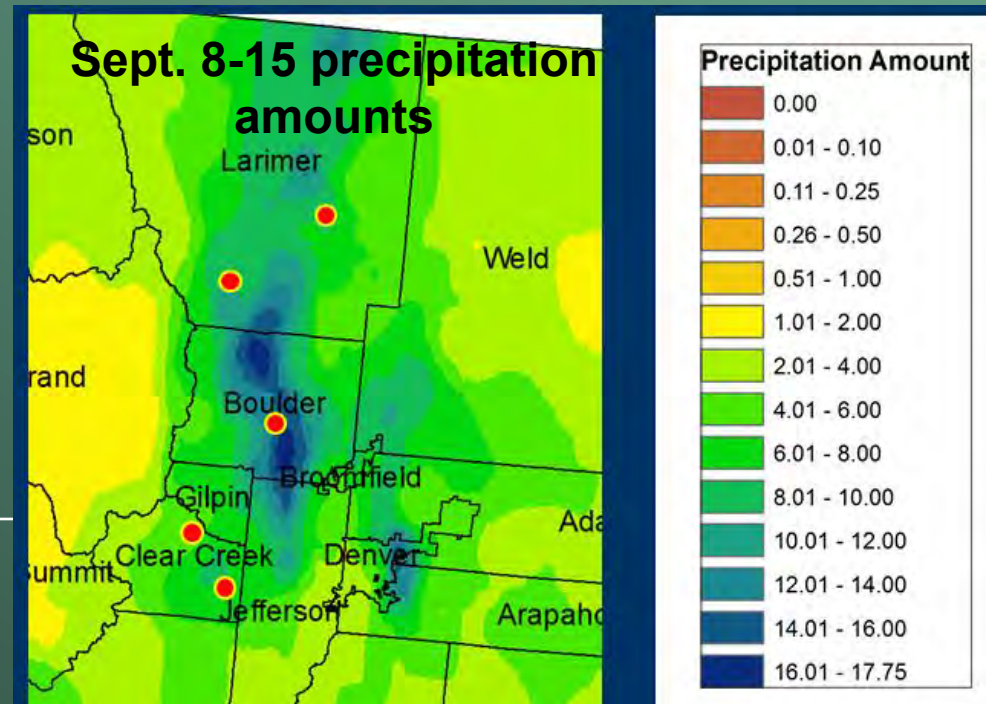 Sept. 8-15 precipitation
amounts
son
Larimer
Weld
rand
Boulder
Broomfield
Gilpin
Ada
Clear Creek
Denver
Summit
Jefferson
Arapaho
Precipitation Amount
0.00
0.01 - 0.10
0.11 - 0.25
0.26 - 0.50
0.51 - 1.00
1.01 - 2.00
2.01 - 4.00
4.01 - 6.00
6.01 - 8.00
8.01 - 10.00
10.01 - 12.00
12.01 - 14.00
14.01 - 16.00
16.01 - 17.75